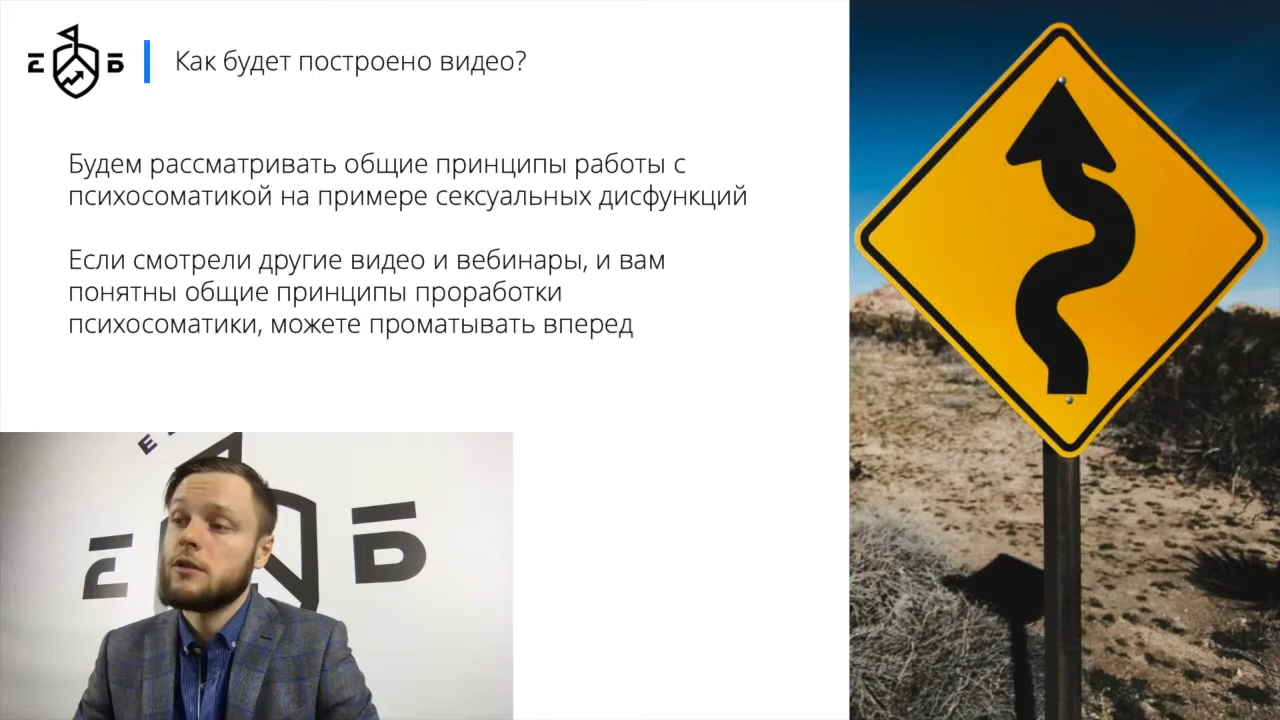 Е Б
Как будет построено видео?
Будем рассматривать общие принципы работы с
психосоматикой на примере сексуальных дисфункций
Если смотрели другие видео и вебинары, и вам
понятны общие принципы проработки
психосоматики, можете проматывать вперед
Е
Е Б